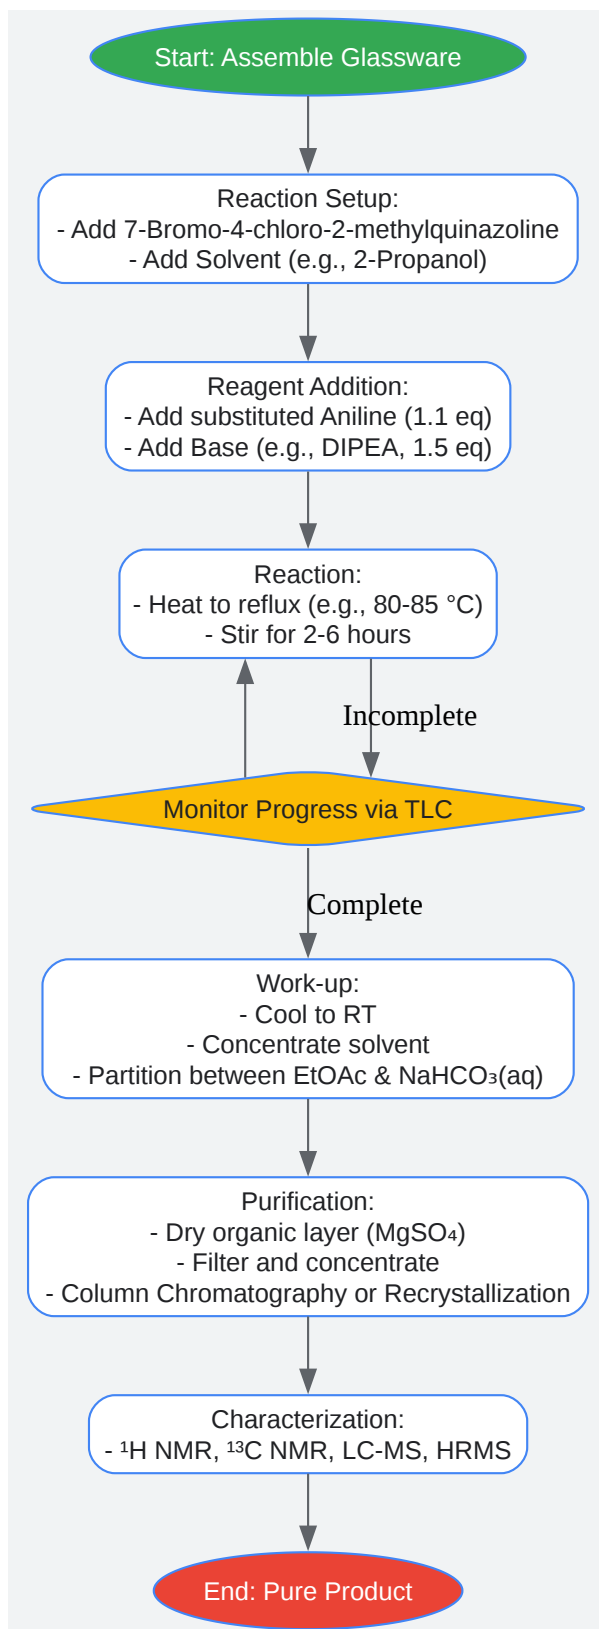 Start: Assemble Glassware
Reaction Setup:
- Add 7-Bromo-4-chloro-2-methylquinazoline
- Add Solvent (e.g., 2-Propanol)
Reagent Addition:
- Add substituted Aniline (1.1 eq)
- Add Base (e.g., DIPEA, 1.5 eq)
Reaction:
- Heat to reflux (e.g., 80-85 °C)
- Stir for 2-6 hours
Incomplete
Monitor Progress via TLC
Complete
Work-up:
- Cool to RT
- Concentrate solvent
- Partition between EtOAc & NaHCO₃(aq)
Purification:
- Dry organic layer (MgSO₄)
- Filter and concentrate
- Column Chromatography or Recrystallization
Characterization:
- ¹H NMR, ¹³C NMR, LC-MS, HRMS
End: Pure Product